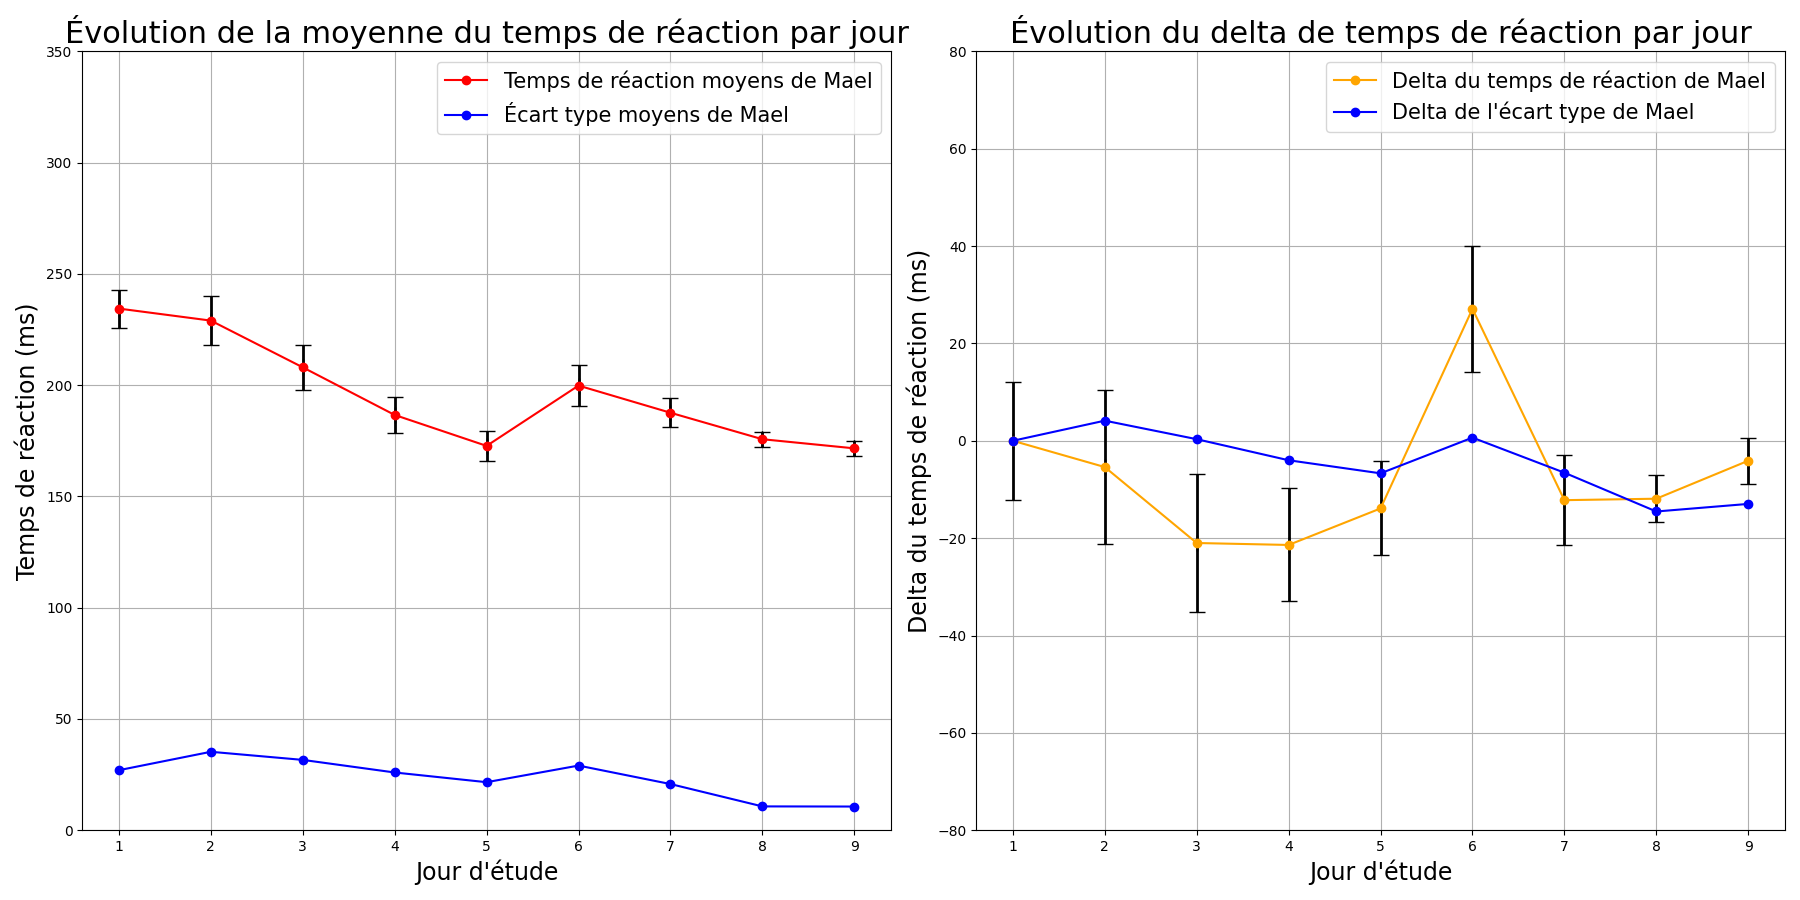 Évolution de la moyenne du temps de réaction par jour
Temps de réaction moyens de Mael
Écart type moyens de Mael
Temps de réaction (ms)
350
300
250
200
150
100
50
0
1 2 3 4 5 6 7 8 9
Jour d'étude
Évolution du delta de temps de réaction par jour
Delta du temps de réaction de Mael
Delta de l'écart type de Mael
Delta du temps de réaction (ms)
80
60
40
20
0
−20
−40
−60
−80
1 2 3 4 5 6 7 8 9
Jour d'étude